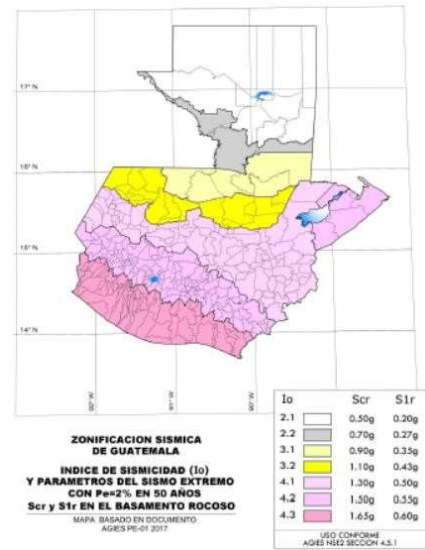 17° N
16° N
15° N
14° N
92° W
91° W
90° W
ZONIFICACION SISMICA
DE GUATEMALA
INDICE DE SISMICIDAD (Io)
Y PARAMETROS DEL SISMO EXTREMO
CON Pe=2% EN 50 AÑOS
Scr y S1r EN EL BASAMENTO ROCOSO
MAPA BASADO EN DOCUMENTO
AGIES PE-01 2017
Io Scr S1r
2.1 0.50g 0.20g
2.2 0.70g 0.27g
3.1 0.90g 0.35g
3.2 1.10g 0.43g
4.1 1.30g 0.50g
4.2 1.50g 0.55g
4.3 1.65g 0.60g
USO CONFORME
AGIES NSE2 SECCION 4.5.1